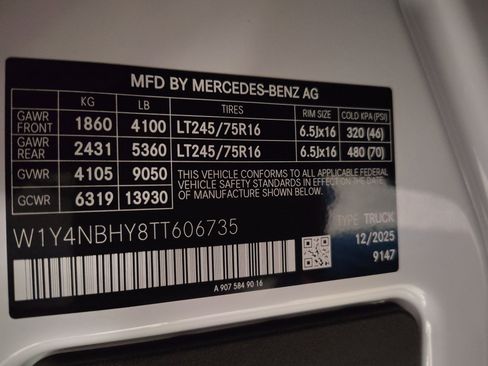 MFD BY MERCEDES-BENZ AG
KG LB TIRES RIM SIZE COLD KPA (PSI)
GAWR FRONT 1860 4100 LT245/75R16 6.5Jx16 320 (46)
GAWR REAR 2431 5360 LT245/75R16 6.5Jx16 480 (70)
GVWR 4105 9050
GCWR 6319 13930
THIS VEHICLE CONFORMS TO ALL APPLICABLE FEDERAL
VEHICLE SAFETY STANDARDS IN EFFECT ON THE DATE
OF MANUFACTURE SHOWN ABOVE.
W1Y4NBHY8TT606735
TYPE TRUCK
12/2025
9147
A 907 584 90 16